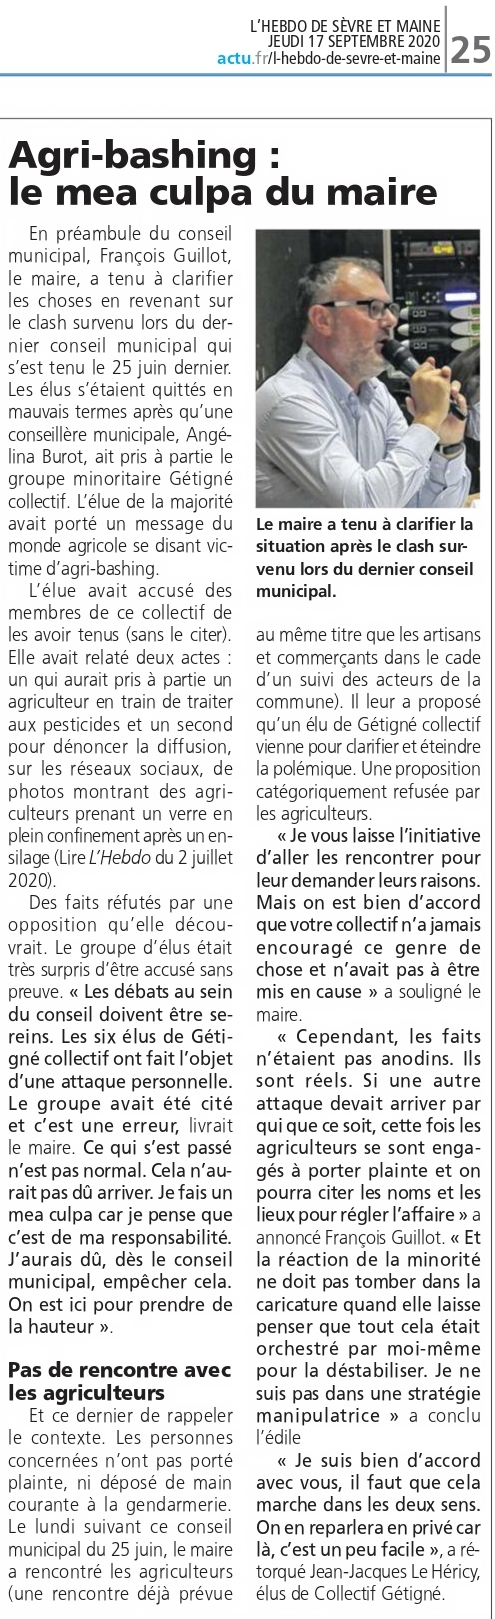 L'HEBDO DE SÈVRE ET MAINE
JEUDI 17 SEPTEMBRE 2020
actu.fr/l-hebdo-de-sevre-et-maine
25
Agri-bashing :
le mea culpa du maire
En préambule du conseil
municipal, François Guillot,
le maire, a tenu à clarifier
les choses en revenant sur
le clash survenu lors du der-
nier conseil municipal qui
s'est tenu le 25 juin dernier.
Les élus s'étaient quittés en
mauvais termes après qu'une
conseillère municipale, Angé-
lina Burot, ait pris à partie le
groupe minoritaire Gétigné
collectif. L'élue de la majorité
avait porté un message du
monde agricole se disant vic-
time d'agri-bashing.
L'élue avait accusé des
membres de ce collectif de
les avoir tenus (sans le citer).
Elle avait relaté deux actes :
un qui aurait pris à partie un
agriculteur en train de traiter
aux pesticides et un second
pour dénoncer la diffusion,
sur les réseaux sociaux, de
photos montrant des agri-
culteurs prenant un verre en
plein confinement après un en-
silage (Lire L'Hebdo du 2 juillet
2020).
Des faits réfutés par une
opposition qu'elle décou-
vrait. Le groupe d'élus était
très surpris d'être accusé sans
preuve. « Les débats au sein
du conseil doivent être se-
reins. Les six élus de Géti-
gné collectif ont fait l'objet
d'une attaque personnelle.
Le groupe avait été cité
et c'est une erreur, livrait
le maire. Ce qui s'est passé
n'est pas normal. Cela n'au-
rait pas dû arriver. Je fais un
mea culpa car je pense que
c'est de ma responsabilité.
J'aurais dû, dès le conseil
municipal, empêcher cela.
On est ici pour prendre de
la hauteur ».
Pas de rencontre avec
les agriculteurs
Et ce dernier de rappeler
le contexte. Les personnes
concernées n'ont pas porté
plainte, ni déposé de main
courante à la gendarmerie.
Le lundi suivant ce conseil
municipal du 25 juin, le maire
a rencontré les agriculteurs
(une rencontre déjà prévue
Le maire a tenu à clarifier la
situation après le clash sur-
venu lors du dernier conseil
municipal.
au même titre que les artisans
et commerçants dans le cade
d'un suivi des acteurs de la
commune). Il leur a proposé
qu'un élu de Gétigné collectif
vienne pour clarifier et éteindre
la polémique. Une proposition
catégoriquement refusée par
les agriculteurs.
« Je vous laisse l'initiative
d'aller les rencontrer pour
leur demander leurs raisons.
Mais on est bien d'accord
que votre collectif n'a jamais
encouragé ce genre de
chose et n'avait pas à être
mis en cause » a souligné le
maire.
« Cependant, les faits
n'étaient pas anodins. Ils
sont réels. Si une autre
attaque devait arriver par
qui que ce soit, cette fois les
agriculteurs se sont enga-
gés à porter plainte et on
pourra citer les noms et les
lieux pour régler l'affaire » a
annoncé François Guillot. « Et
la réaction de la minorité
ne doit pas tomber dans la
caricature quand elle laisse
penser que tout cela était
orchestré par moi-même
pour la déstabiliser. Je ne
suis pas dans une stratégie
manipulatrice » a conclu
l'édile
« Je suis bien d'accord
avec vous, il faut que cela
marche dans les deux sens.
On en reparlera en privé car
là, c'est un peu facile », a ré-
torqué Jean-Jacques Le Héricy,
élus de Collectif Gétigné.